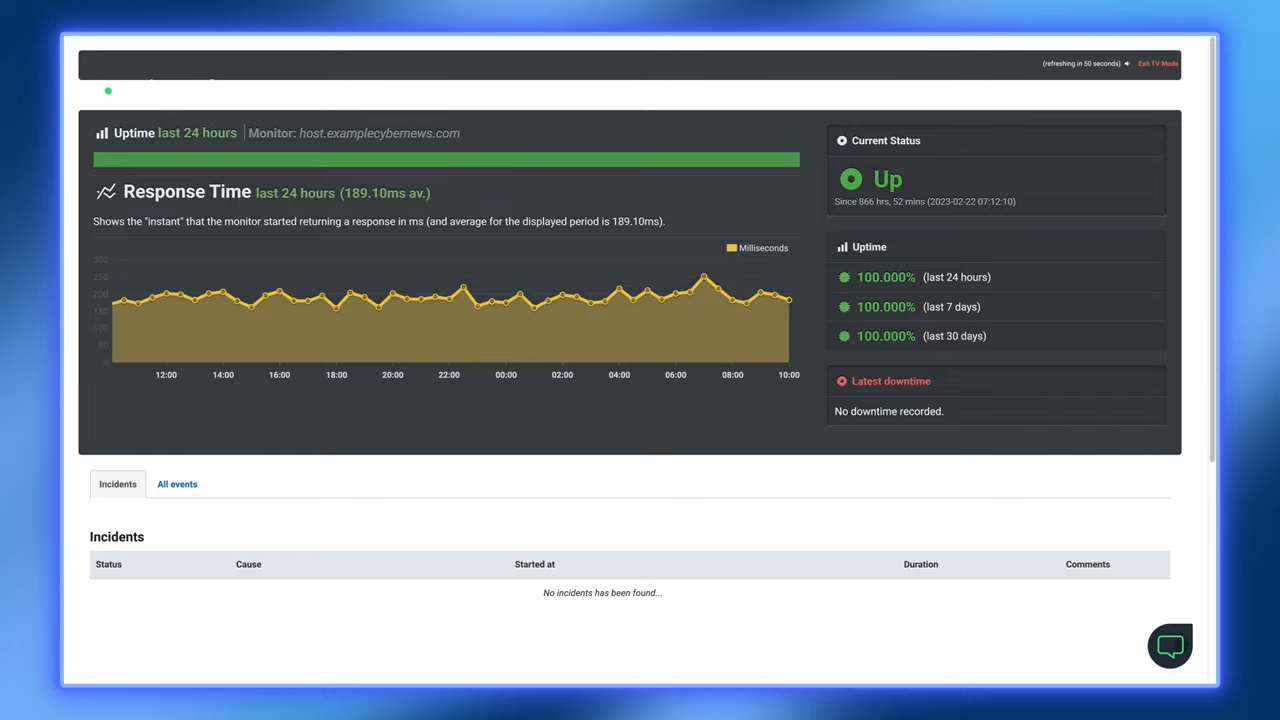 (refreshing in 50 seconds) Exit TV Mode
Uptime last 24 hours Monitor: host.examplecybernews.com
Response Time last 24 hours (189.10ms av.)
Shows the "instant" that the monitor started returning a response in ms (and average for the displayed period is 189.10ms).
Milliseconds
300
250
200
150
100
50
0
12:00 14:00 16:00 18:00 20:00 22:00 00:00 02:00 04:00 06:00 08:00 10:00
Current Status
Up
Since 866 hrs, 52 mins (2023-02-22 07:12:10)
Uptime
100.000% (last 24 hours)
100.000% (last 7 days)
100.000% (last 30 days)
Latest downtime
No downtime recorded.
Incidents All events
Incidents
Status Cause Started at Duration Comments
No incidents has been found...